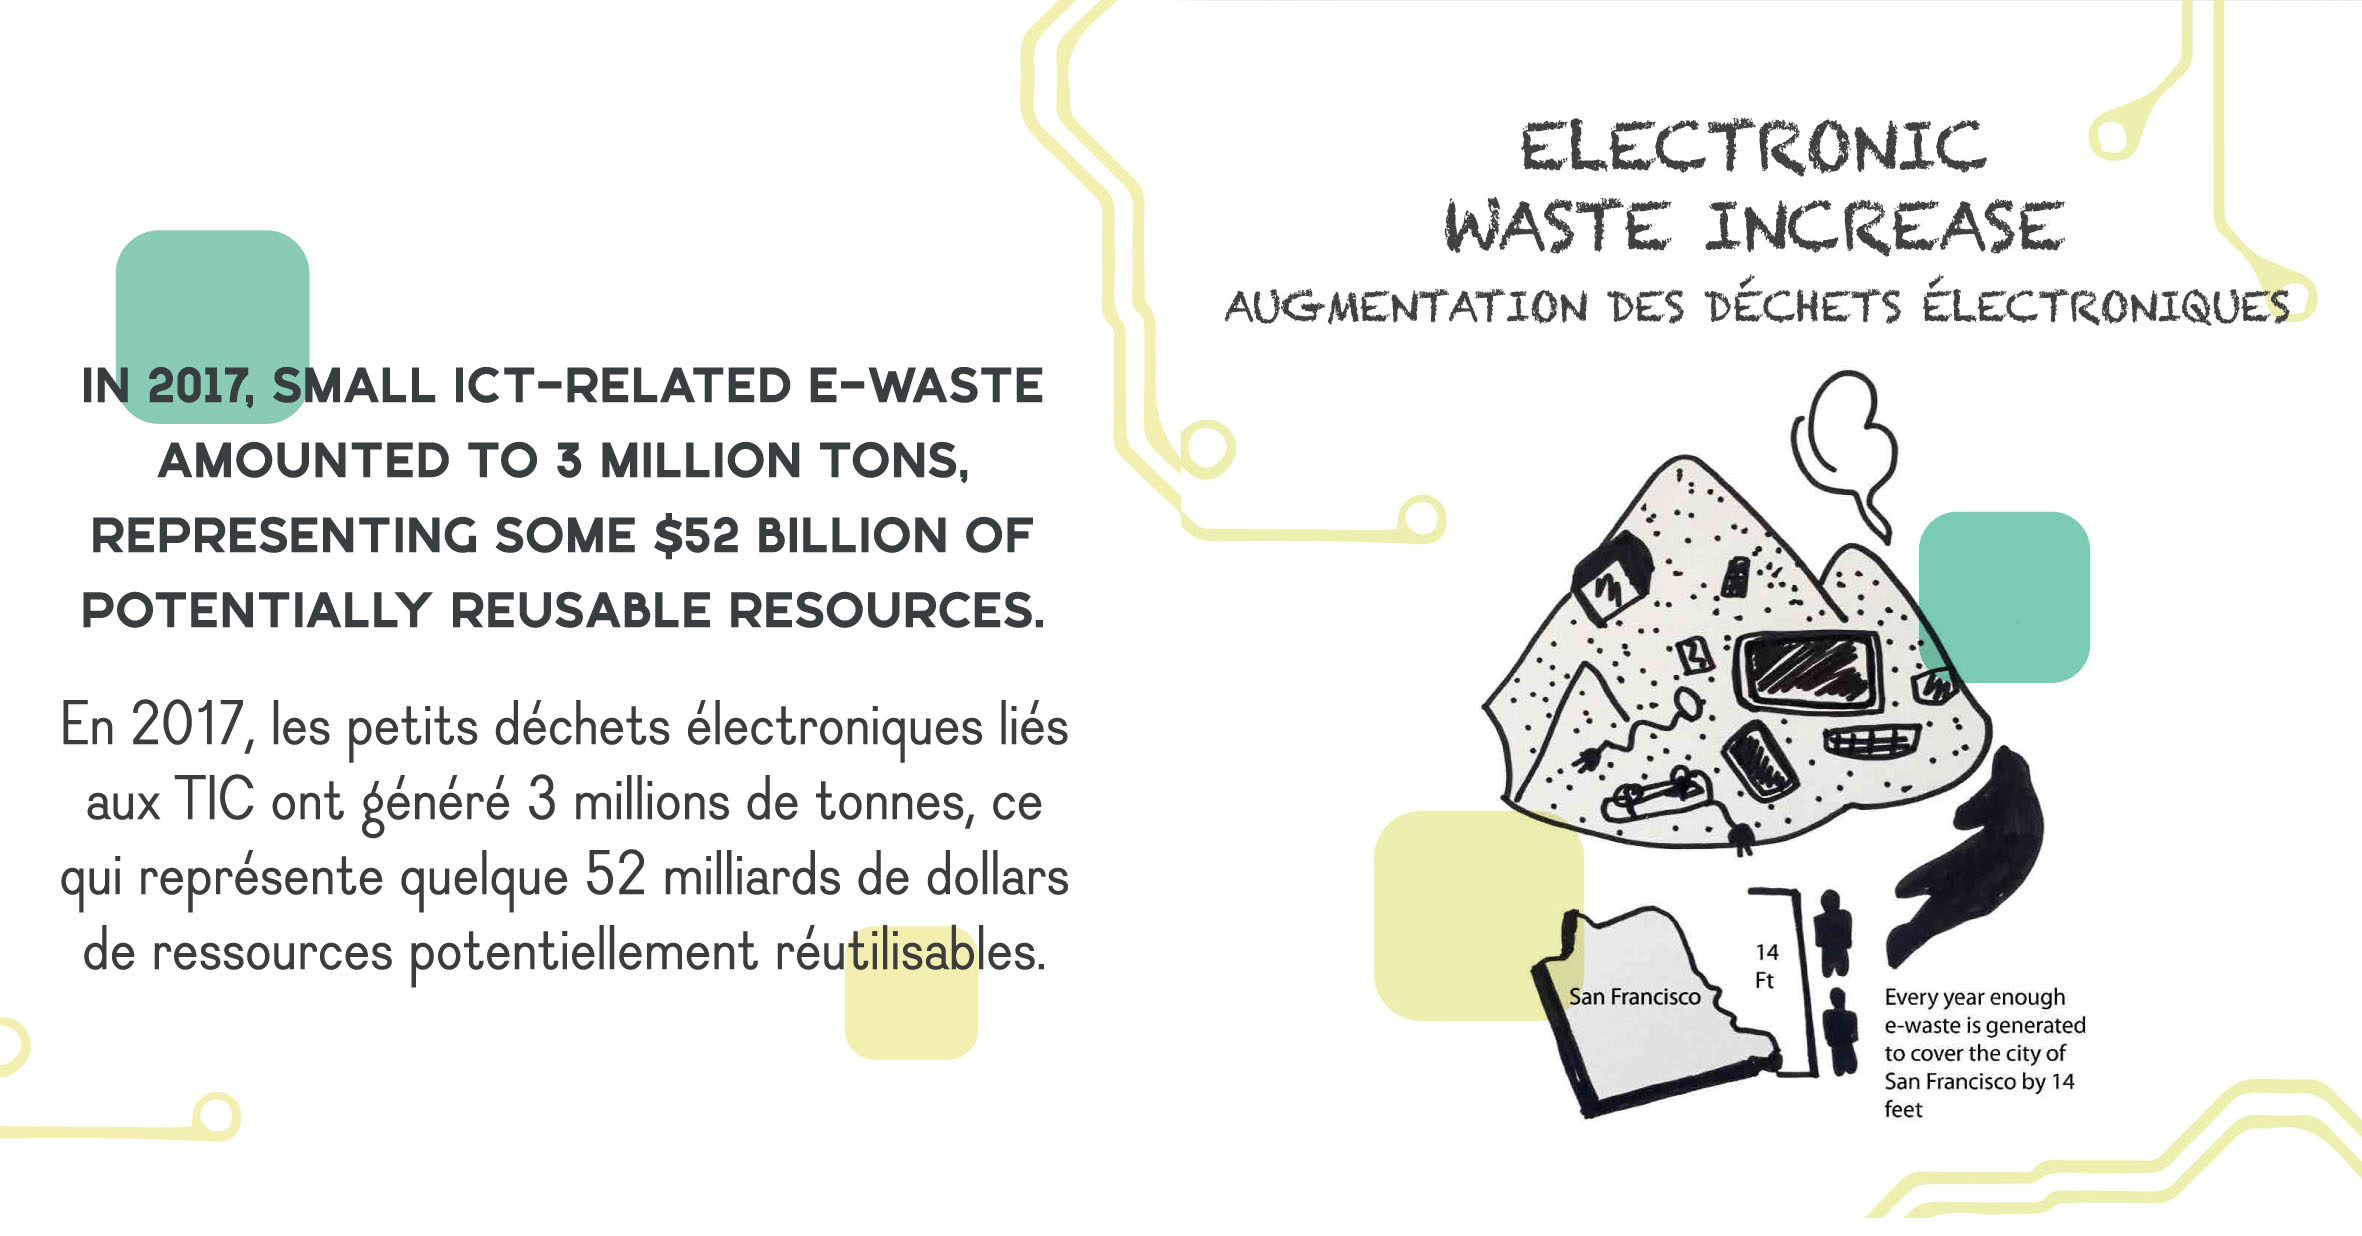 IN 2017, SMALL ICT-RELATED E-WASTE
AMOUNTED TO 3 MILLION TONS,
REPRESENTING SOME $52 BILLION OF
POTENTIALLY REUSABLE RESOURCES.
En 2017, les petits déchets électroniques liés
aux TIC ont généré 3 millions de tonnes, ce
qui représente quelque 52 milliards de dollars
de ressources potentiellement réutilisables.
ELECTRONIC
WASTE INCREASE
AUGMENTATION DES DÉCHETS ÉLECTRONIQUES
14
Ft
San Francisco
Every year enough
e-waste is generated
to cover the city of
San Francisco by 14
feet